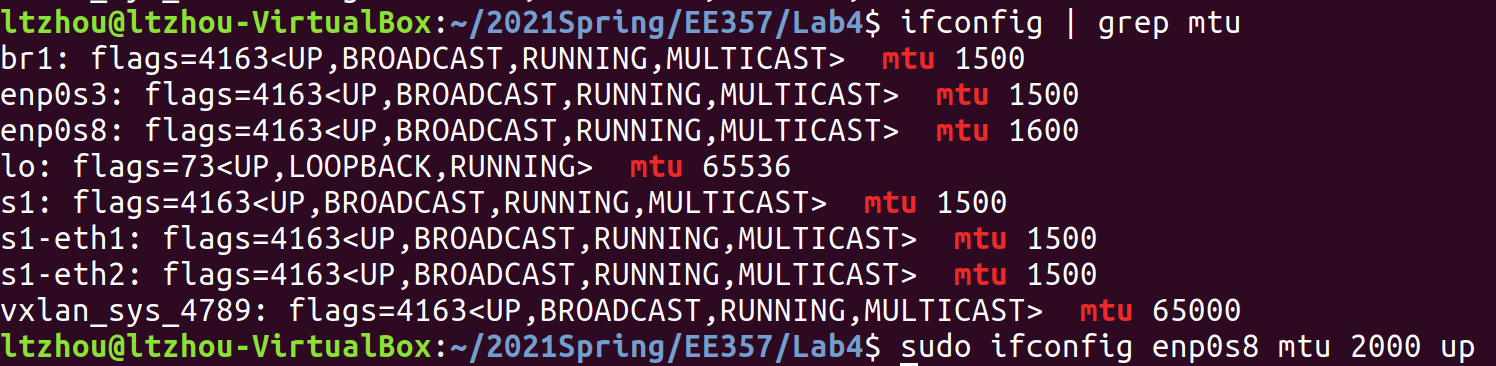 ltzhou@ltzhou-VirtualBox:~/2021Spring/EE357/Lab4$ ifconfig | grep mtu
br1: flags=4163<UP,BROADCAST,RUNNING,MULTICAST>  mtu 1500
enp0s3: flags=4163<UP,BROADCAST,RUNNING,MULTICAST>  mtu 1500
enp0s8: flags=4163<UP,BROADCAST,RUNNING,MULTICAST>  mtu 1600
lo: flags=73<UP,LOOPBACK,RUNNING>  mtu 65536
s1: flags=4163<UP,BROADCAST,RUNNING,MULTICAST>  mtu 1500
s1-eth1: flags=4163<UP,BROADCAST,RUNNING,MULTICAST>  mtu 1500
s1-eth2: flags=4163<UP,BROADCAST,RUNNING,MULTICAST>  mtu 1500
vxlan_sys_4789: flags=4163<UP,BROADCAST,RUNNING,MULTICAST>  mtu 65000
ltzhou@ltzhou-VirtualBox:~/2021Spring/EE357/Lab4$ sudo ifconfig enp0s8 mtu 2000 up